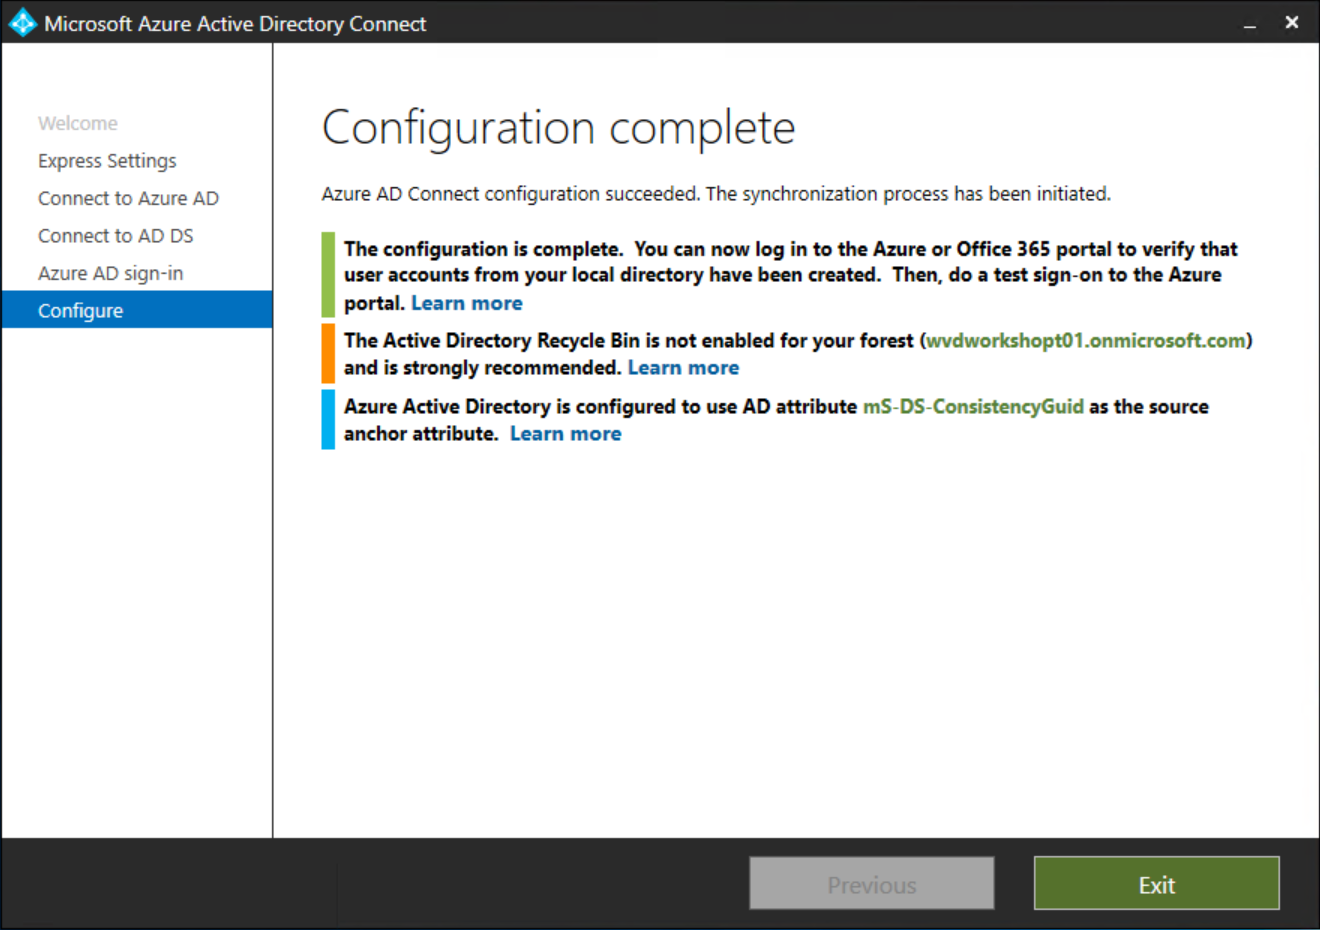 Microsoft Azure Active Directory Connect
Welcome
Express Settings
Connect to Azure AD
Connect to AD DS
Azure AD sign-in
Configure
Configuration complete
Azure AD Connect configuration succeeded. The synchronization process has been initiated.
The configuration is complete.  You can now log in to the Azure or Office 365 portal to verify that
user accounts from your local directory have been created.  Then, do a test sign-on to the Azure
portal. Learn more
The Active Directory Recycle Bin is not enabled for your forest (wvdworkshopt01.onmicrosoft.com)
and is strongly recommended. Learn more
Azure Active Directory is configured to use AD attribute mS-DS-ConsistencyGuid as the source
anchor attribute.  Learn more
Previous
Exit